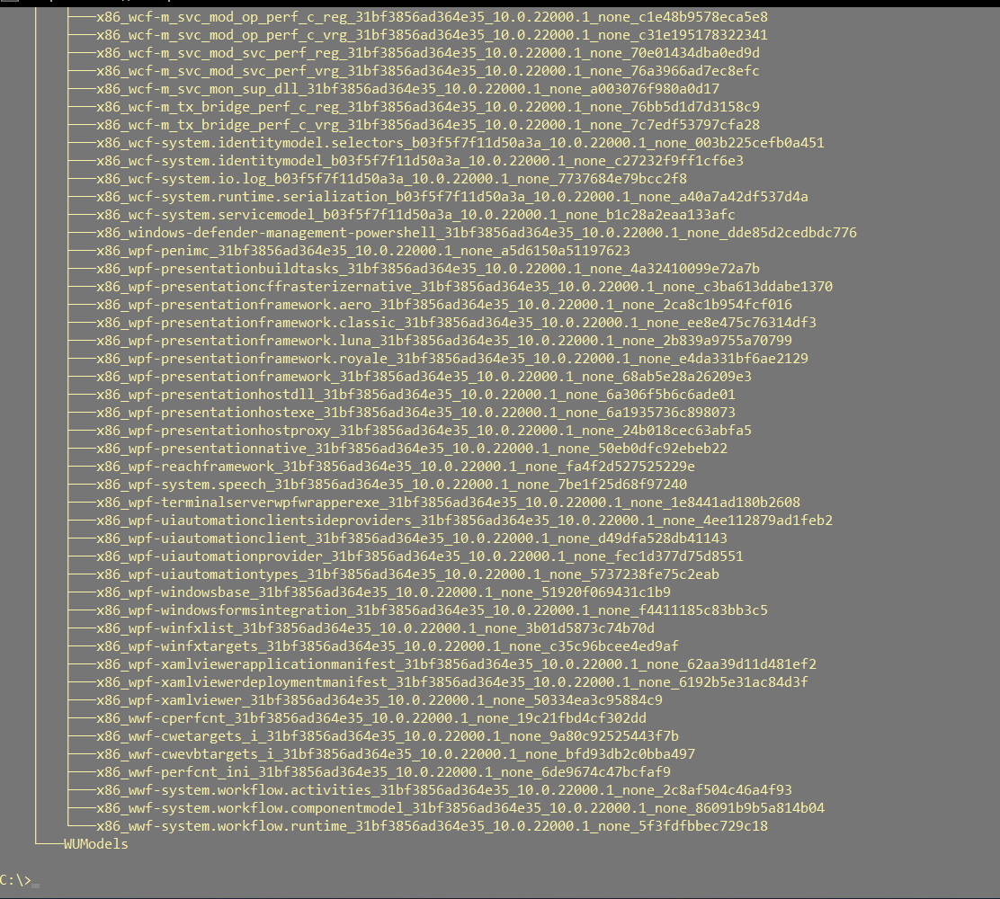 ├───x86_wcf-m_svc_mod_op_perf_c_reg_31bf3856ad364e35_10.0.22000.1_none_c1e48b9578eca5e8
├───x86_wcf-m_svc_mod_op_perf_c_vrg_31bf3856ad364e35_10.0.22000.1_none_c31e195178322341
├───x86_wcf-m_svc_mod_svc_perf_reg_31bf3856ad364e35_10.0.22000.1_none_70e01434dba0ed9d
├───x86_wcf-m_svc_mod_svc_perf_vrg_31bf3856ad364e35_10.0.22000.1_none_76a3966ad7ec8efc
├───x86_wcf-m_svc_mon_sup_dll_31bf3856ad364e35_10.0.22000.1_none_a003076f980a0d17
├───x86_wcf-m_tx_bridge_perf_c_reg_31bf3856ad364e35_10.0.22000.1_none_76bb5d1d7d3158c9
├───x86_wcf-m_tx_bridge_perf_c_vrg_31bf3856ad364e35_10.0.22000.1_none_7c7edf53797cfa28
├───x86_wcf-system.identitymodel.selectors_b03f5f7f11d50a3a_10.0.22000.1_none_003b225cefb0a451
├───x86_wcf-system.identitymodel_b03f5f7f11d50a3a_10.0.22000.1_none_c27232f9ff1cf6e3
├───x86_wcf-system.io.log_b03f5f7f11d50a3a_10.0.22000.1_none_7737684e79bcc2f8
├───x86_wcf-system.runtime.serialization_b03f5f7f11d50a3a_10.0.22000.1_none_a40a7a42df537d4a
├───x86_wcf-system.servicemodel_b03f5f7f11d50a3a_10.0.22000.1_none_b1c28a2eaa133afc
├───x86_windows-defender-management-powershell_31bf3856ad364e35_10.0.22000.1_none_dde85d2cedbdc776
├───x86_wpf-penimc_31bf3856ad364e35_10.0.22000.1_none_a5d6150a51197623
├───x86_wpf-presentationbuildtasks_31bf3856ad364e35_10.0.22000.1_none_4a32410099e72a7b
├───x86_wpf-presentationcffrasterizernative_31bf3856ad364e35_10.0.22000.1_none_c3ba613ddabe1370
├───x86_wpf-presentationframework.aero_31bf3856ad364e35_10.0.22000.1_none_2ca8c1b954fcf016
├───x86_wpf-presentationframework.classic_31bf3856ad364e35_10.0.22000.1_none_ee8e475c76314df3
├───x86_wpf-presentationframework.luna_31bf3856ad364e35_10.0.22000.1_none_2b839a9755a70799
├───x86_wpf-presentationframework.royale_31bf3856ad364e35_10.0.22000.1_none_e4da331bf6ae2129
├───x86_wpf-presentationframework_31bf3856ad364e35_10.0.22000.1_none_68ab5e28a26209e3
├───x86_wpf-presentationhostdll_31bf3856ad364e35_10.0.22000.1_none_6a306f5b6c6ade01
├───x86_wpf-presentationhostexe_31bf3856ad364e35_10.0.22000.1_none_6a1935736c898073
├───x86_wpf-presentationhostproxy_31bf3856ad364e35_10.0.22000.1_none_24b018cec63abfa5
├───x86_wpf-presentationnative_31bf3856ad364e35_10.0.22000.1_none_50eb0dfc92ebeb22
├───x86_wpf-reachframework_31bf3856ad364e35_10.0.22000.1_none_fa4f2d527525229e
├───x86_wpf-system.speech_31bf3856ad364e35_10.0.22000.1_none_7be1f25d68f97240
├───x86_wpf-terminalserverwpfwrapperexe_31bf3856ad364e35_10.0.22000.1_none_1e8441ad180b2608
├───x86_wpf-uiautomationclientsideproviders_31bf3856ad364e35_10.0.22000.1_none_4ee112879ad1feb2
├───x86_wpf-uiautomationclient_31bf3856ad364e35_10.0.22000.1_none_d49dfa528db41143
├───x86_wpf-uiautomationprovider_31bf3856ad364e35_10.0.22000.1_none_fec1d377d75d8551
├───x86_wpf-uiautomationtypes_31bf3856ad364e35_10.0.22000.1_none_5737238fe75c2eab
├───x86_wpf-windowsbase_31bf3856ad364e35_10.0.22000.1_none_51920f069431c1b9
├───x86_wpf-windowsformsintegration_31bf3856ad364e35_10.0.22000.1_none_f4411185c83bb3c5
├───x86_wpf-winfxlist_31bf3856ad364e35_10.0.22000.1_none_3b01d5873c74b70d
├───x86_wpf-winfxtargets_31bf3856ad364e35_10.0.22000.1_none_c35c96bcee4ed9af
├───x86_wpf-xamlviewerapplicationmanifest_31bf3856ad364e35_10.0.22000.1_none_62aa39d11d481ef2
├───x86_wpf-xamlviewerdeploymentmanifest_31bf3856ad364e35_10.0.22000.1_none_6192b5e31ac84d3f
├───x86_wpf-xamlviewer_31bf3856ad364e35_10.0.22000.1_none_50334ea3c95884c9
├───x86_wwf-cperfcnt_31bf3856ad364e35_10.0.22000.1_none_19c21fbd4cf302dd
├───x86_wwf-cwetargets_i_31bf3856ad364e35_10.0.22000.1_none_9a80c92525443f7b
├───x86_wwf-cwevbtargets_i_31bf3856ad364e35_10.0.22000.1_none_bfd93db2c0bba497
├───x86_wwf-perfcnt_ini_31bf3856ad364e35_10.0.22000.1_none_6de9674c47bcfaf9
├───x86_wwf-system.workflow.activities_31bf3856ad364e35_10.0.22000.1_none_2c8af504c46a4f93
├───x86_wwf-system.workflow.componentmodel_31bf3856ad364e35_10.0.22000.1_none_86091b9b5a814b04
└───x86_wwf-system.workflow.runtime_31bf3856ad364e35_10.0.22000.1_none_5f3fdfbbec729c18
└───WUModels
C:\>_